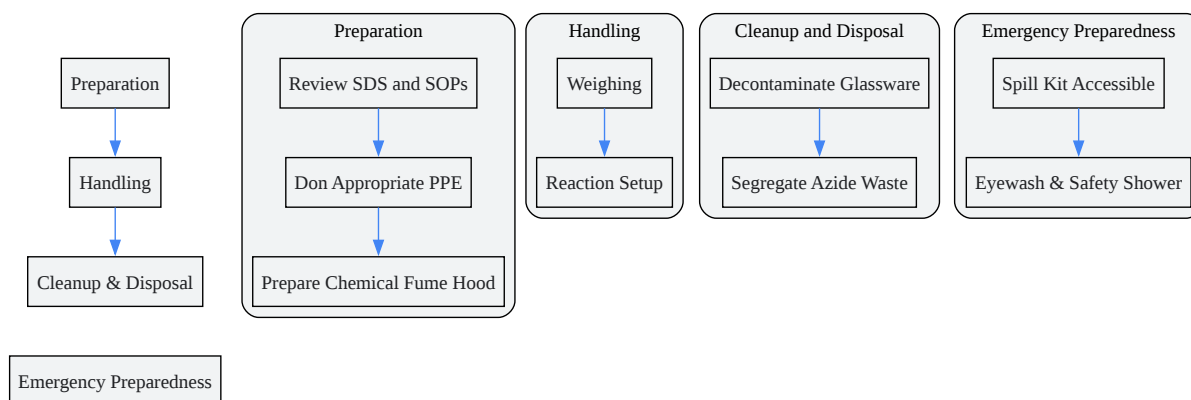 Preparation
Handling
Cleanup & Disposal
Emergency Preparedness
Preparation
Review SDS and SOPs
Don Appropriate PPE
Prepare Chemical Fume Hood
Handling
Weighing
Reaction Setup
Cleanup and Disposal
Decontaminate Glassware
Segregate Azide Waste
Emergency Preparedness
Spill Kit Accessible
Eyewash & Safety Shower